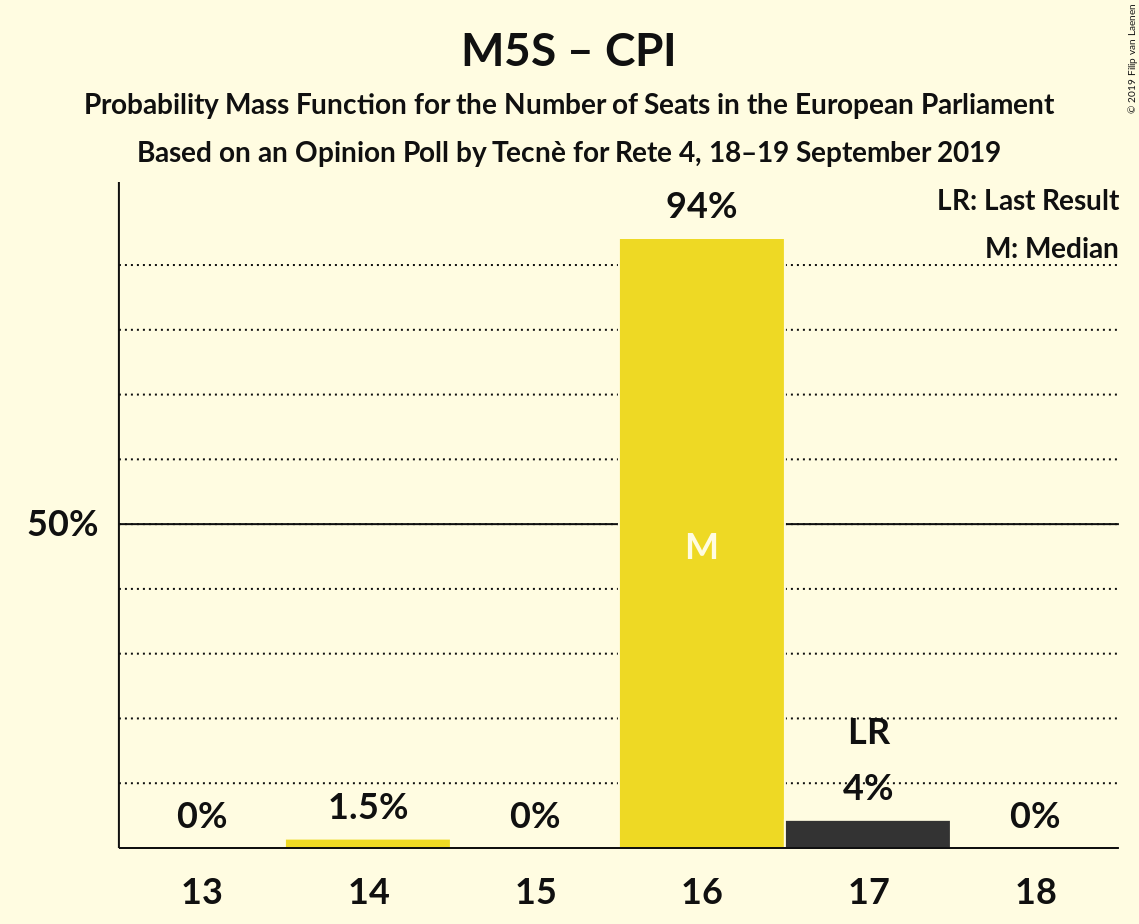 M5S – CPI
Probability Mass Function for the Number of Seats in the European Parliament
Based on an Opinion Poll by Tecnè for Rete 4, 18–19 September 2019
© 2019 Filip van Laenen
LR: Last Result
M: Median
94%
50%
M
LR
0%
1.5%
0%
4%
0%
13 14 15 16 17 18